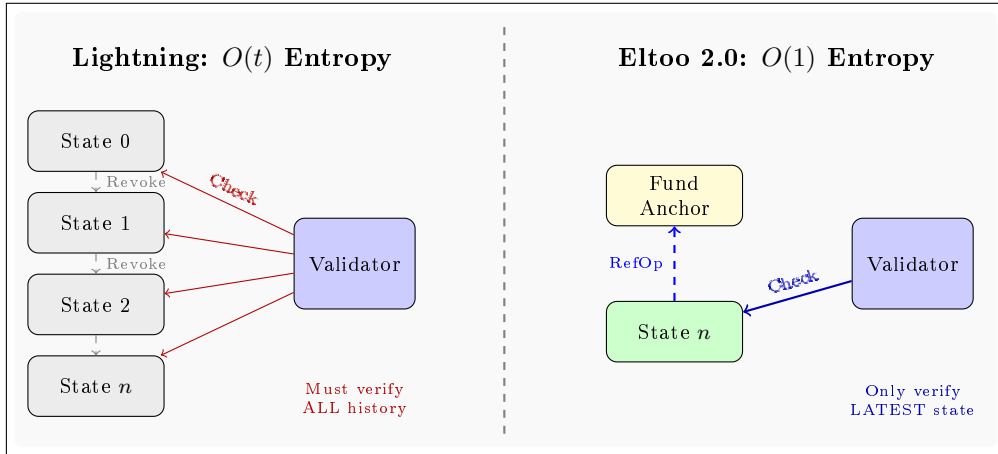 Lightning: O(t) Entropy
State 0
Revoke
State 1
Revoke
State 2
State n
Check
Validator
Must verify
ALL history
Eltoo 2.0: O(1) Entropy
Fund
Anchor
RefOp
State n
Check
Validator
Only verify
LATEST state